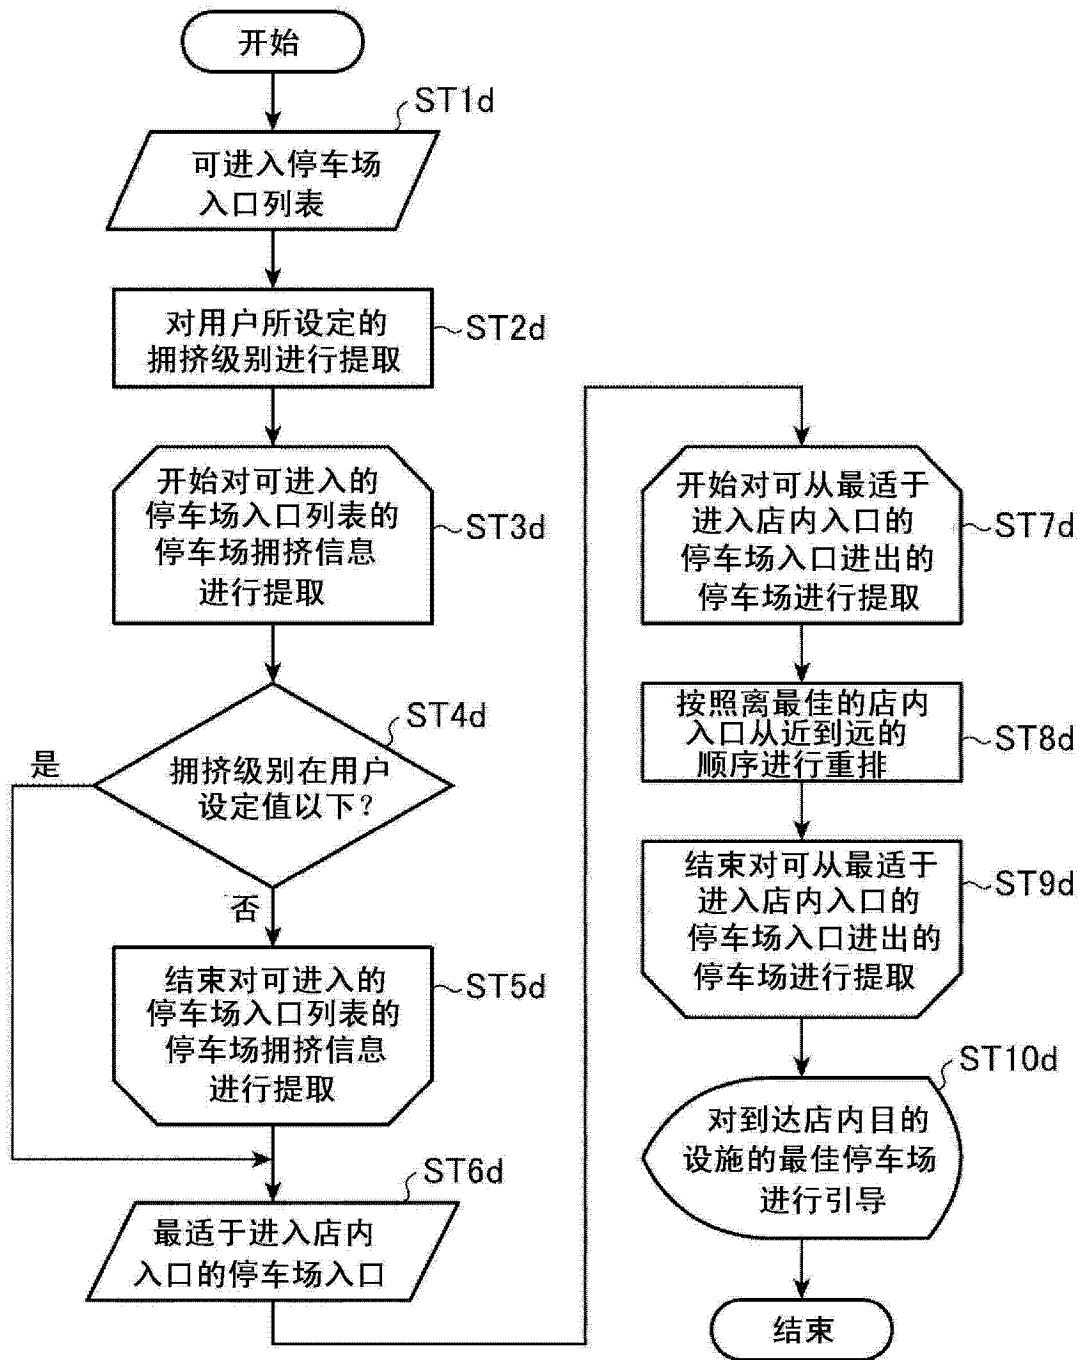 开始
ST1d
可进入停车场
入口列表
对用户所设定的
拥挤级别进行提取
ST2d
开始对可进入的
停车场入口列表的
停车场拥挤信息
进行提取
ST3d
ST4d
是
拥挤级别在用户
设定值以下？
否
结束对可进入的
停车场入口列表的
停车场拥挤信息
进行提取
ST5d
ST6d
最适于进入店内
入口的停车场入口
开始对可从最适于
进入店内入口的
停车场入口进出的
停车场进行提取
ST7d
按照离最佳的店内
入口从近到远的
顺序进行重排
ST8d
结束对可从最适于
进入店内入口的
停车场入口进出的
停车场进行提取
ST9d
ST10d
对到达店内目的
设施的最佳停车场
进行引导
结束